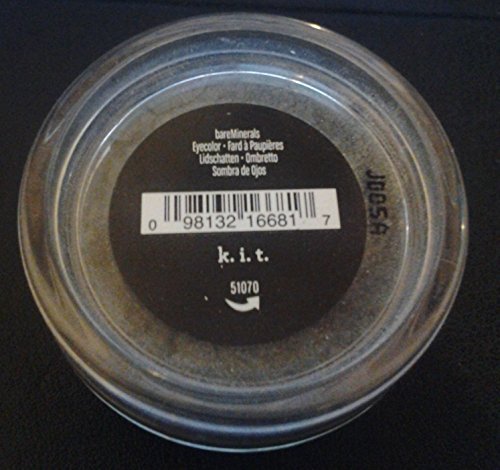 bareMinerals
Eyecolor • Fard à Paupières
Lidschatten • Ombretto
Sombra de Ojos
0 98132 16681 7
k.i.t.
51070
J005A